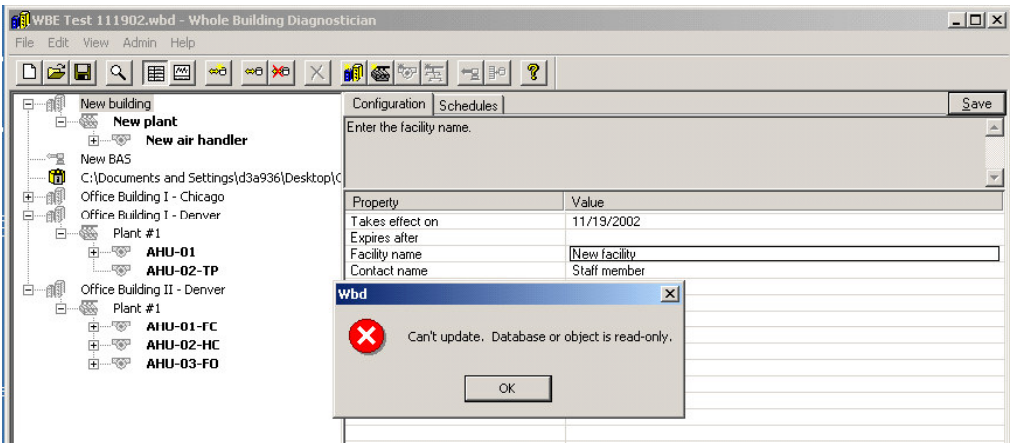 WBE Test 111902.wbd - Whole Building Diagnostician
File Edit View Admin Help
New building
New plant
New air handler
New BAS
C:\Documents and Settings\d3a936\Desktop\C
Office Building I - Chicago
Office Building I - Denver
Plant #1
AHU-01
AHU-02-TP
Office Building II - Denver
Plant #1
AHU-01-FC
AHU-02-HC
AHU-03-FO
Configuration Schedules Save
Enter the facility name.
Property Value
Takes effect on 11/19/2002
Expires after
Facility name New facility
Contact name Staff member
Wbd
Can't update. Database or object is read-only.
OK